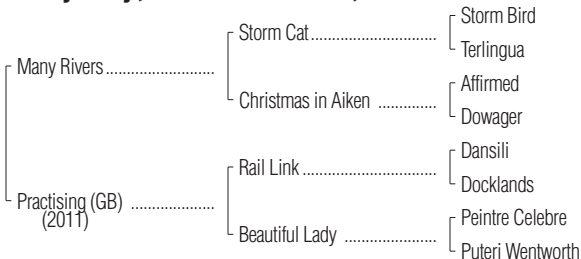 Storm Bird
Storm Cat
Terlingua
Many Rivers
Affirmed
Christmas in Aiken
Dowager
Dansili
Rail Link
Docklands
Practising (GB)
(2011)
Peintre Celebre
Beautiful Lady
Puteri Wentworth